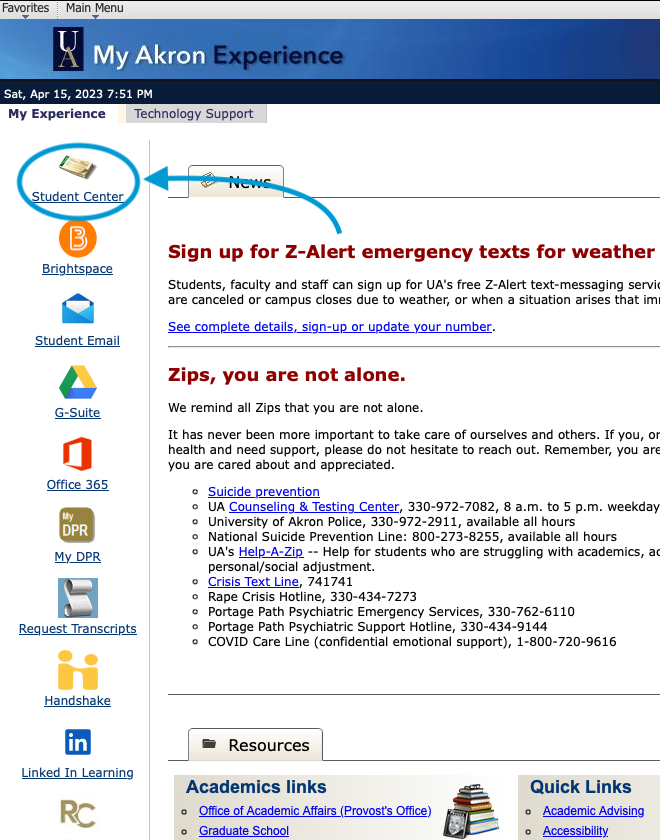 Favorites Main Menu
UA
My Akron Experience
Sat, Apr 15, 2023 7:51 PM
My Experience Technology Support
Student Center
Brightspace
Student Email
G-Suite
Office 365
My
DPR
My DPR
Request Transcripts
Handshake
in
Linked In Learning
RC
News
Sign up for Z-Alert emergency texts for weather
Students, faculty and staff can sign up for UA's free Z-Alert text-messaging servic
are canceled or campus closes due to weather, or when a situation arises that im
See complete details, sign-up or update your number.
Zips, you are not alone.
We remind all Zips that you are not alone.
It has never been more important to take care of ourselves and others. If you, or
health and need support, please do not hesitate to reach out. Remember, you are
you are cared about and appreciated.
Suicide prevention
UA Counseling & Testing Center, 330-972-7082, 8 a.m. to 5 p.m. weekday
University of Akron Police, 330-972-2911, available all hours
National Suicide Prevention Line: 800-273-8255, available all hours
UA's Help-A-Zip -- Help for students who are struggling with academics, ac
personal/social adjustment.
Crisis Text Line, 741741
Rape Crisis Hotline, 330-434-7273
Portage Path Psychiatric Emergency Services, 330-762-6110
Portage Path Psychiatric Support Hotline, 330-434-9144
COVID Care Line (confidential emotional support), 1-800-720-9616
Resources
Academics links
Office of Academic Affairs (Provost's Office)
Graduate School
Quick Links
Academic Advising
Accessibility